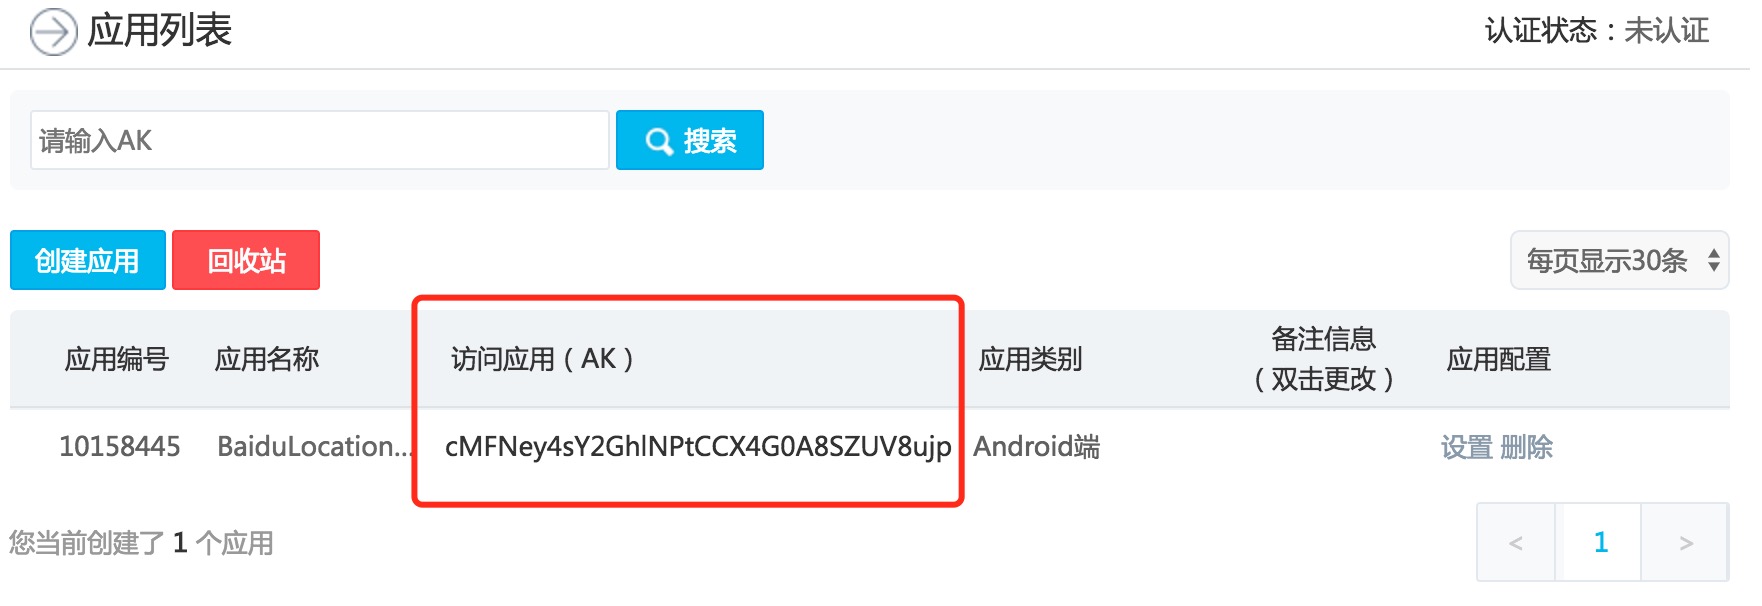 应用列表
认证状态：未认证
请输入AK
搜索
创建应用 回收站
每页显示30条
应用编号 应用名称 访问应用（AK） 应用类别 备注信息（双击更改） 应用配置
10158445 BaiduLocation... cMFNey4sY2GhlNPtCCX4G0A8SZUV8ujp Android端 设置 删除
您当前创建了 1 个应用
< 1 >